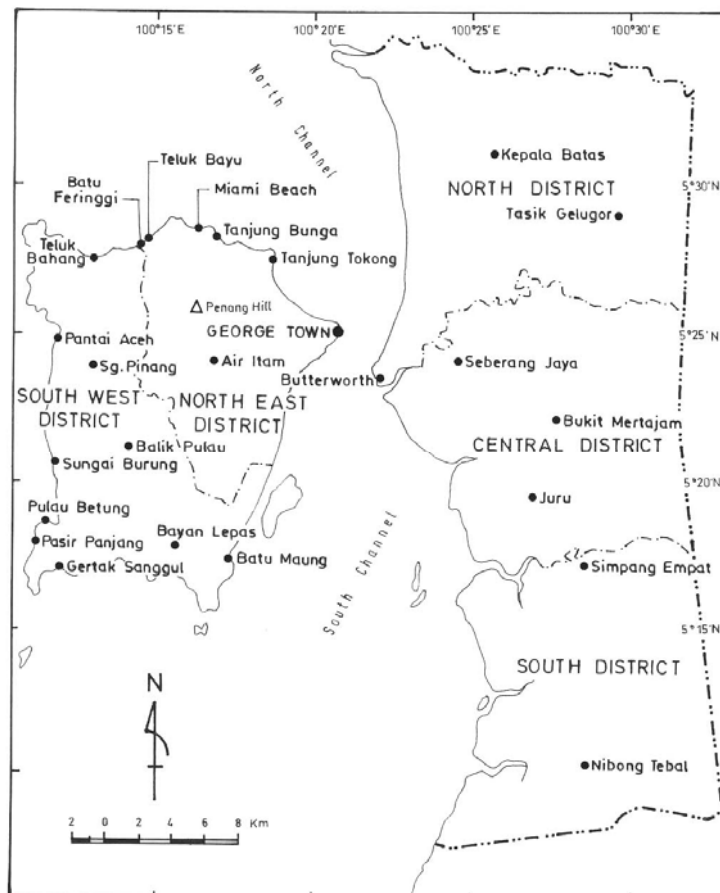 100°15'E
100°20'E
100°25'E
100°30'E
North Channel
Teluk Bayu
Batu
Feringgi
Miami Beach
Kepala Batas
NORTH DISTRICT
5°30'N
Tasik Gelugor
Teluk
Bahang
Tanjung Bunga
Tanjung Tokong
Penang Hill
GEORGE TOWN
5°25'N
Pantai Aceh
Sg. Pinang
Air Itam
Butterworth
Seberang Jaya
SOUTH WEST
DISTRICT
NORTH EAST
DISTRICT
Bukit Mertajam
CENTRAL DISTRICT
Balik Pulau
Sungai Burung
5°20'N
Juru
Pulau Betung
Pasir Panjang
Bayan Lepas
Gertak Sanggul
Batu Maung
South Channel
Simpang Empat
5°15'N
SOUTH DISTRICT
N
Nibong Tebal
2 0 2 4 6 8 Km